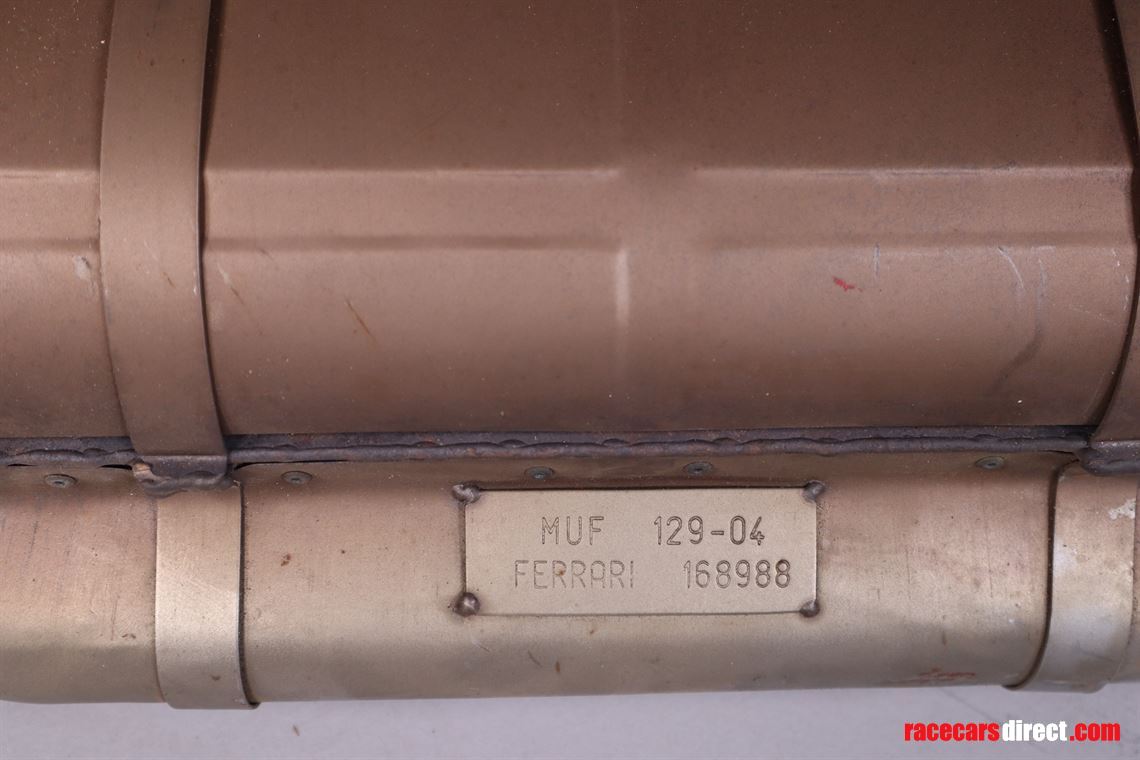 MUF 129-04
FERRARI 168988
racecarsdirect.com